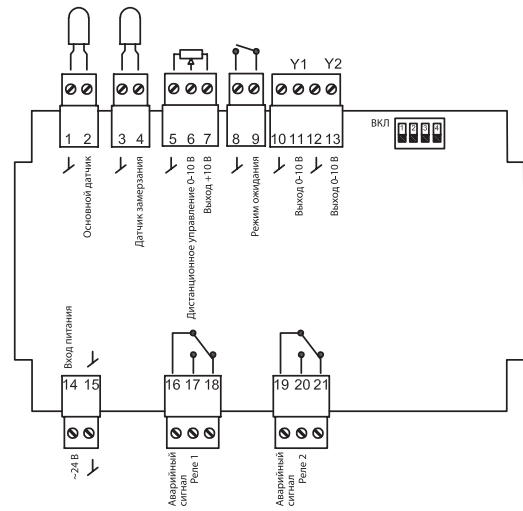 Y1 Y2
1 2 3 4 5 6 7 8 9 10 11 12 13
ВКЛ
1 2 3 4
Основной датчик
Датчик замерзания
Дистанционное управление 0-10 В
Выход +10 В
Режим ожидания
Выход 0-10 В
Выход 0-10 В
Вход питания
14 15 16 17 18 19 20 21
~24 В
Аварийный
сигнал
Реле 1
Аварийный
сигнал
Реле 2